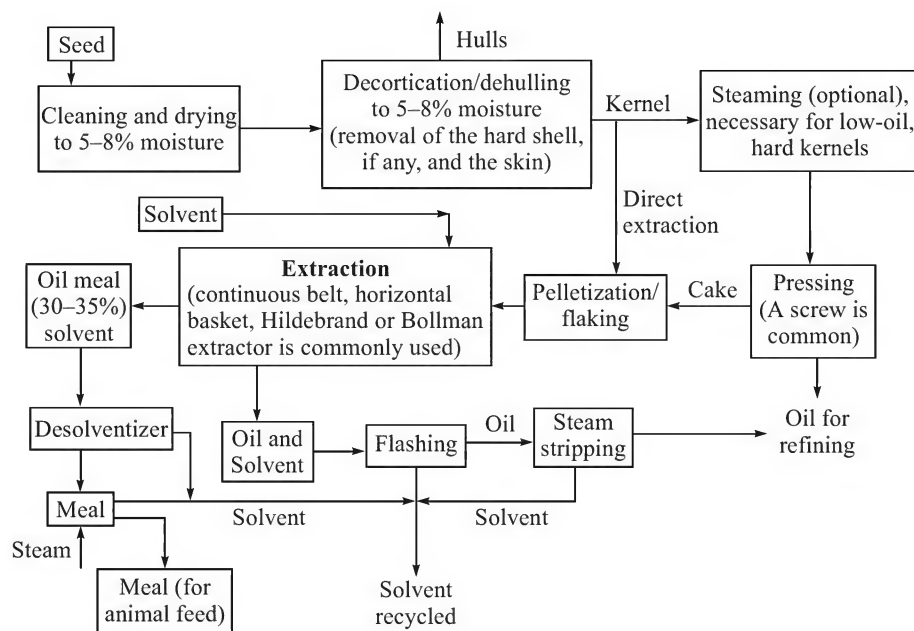 Seed
Hulls
Cleaning and drying
to 5–8% moisture
Decortication/dehulling
to 5–8% moisture
(removal of the hard shell,
if any, and the skin)
Kernel
Steaming (optional),
necessary for low-oil,
hard kernels
Solvent
Direct
extraction
Oil meal
(30–35%)
solvent
Extraction
(continuous belt, horizontal
basket, Hildebrand or Bollman
extractor is commonly used)
Pelletization/
flaking
Cake
Pressing
(A screw is
common)
Desolventizer
Oil and
Solvent
Flashing
Oil
Steam
stripping
Oil for
refining
Meal
Solvent
Solvent
Steam
Meal (for
animal feed)
Solvent
recycled